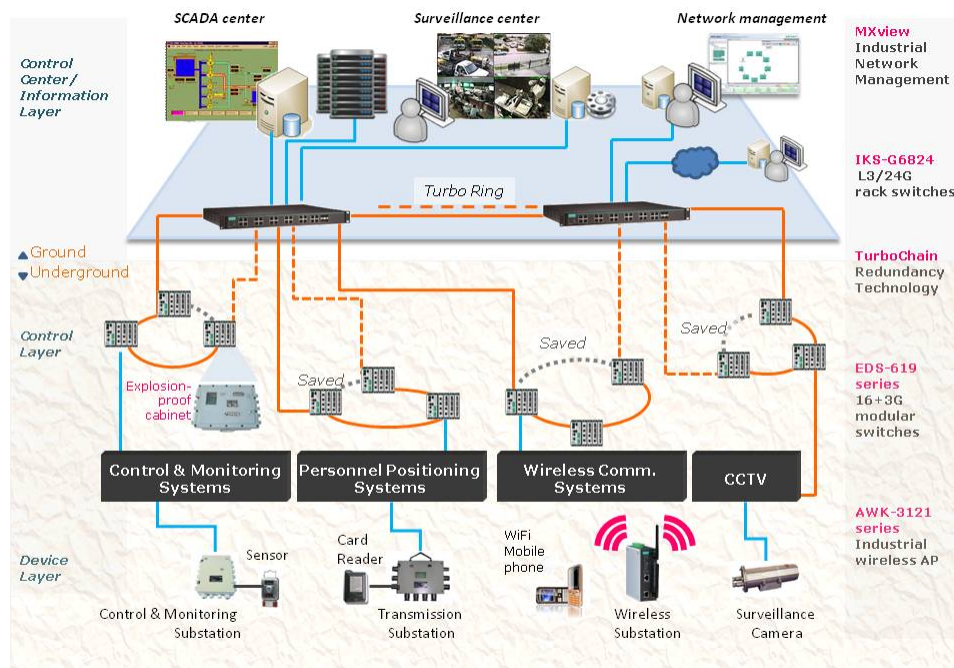 SCADA center
Surveillance center
Network management
Control
Center/
Information
Layer
MXview
Industrial
Network
Management
IKS-G6824
L3/24G
rack switches
Turbo Ring
Ground
Underground
TurboChain
Redundancy
Technology
Control
Layer
Saved
Saved
Saved
Explosion-
proof
cabinet
EDS-619
series
16+3G
modular
switches
Control & Monitoring
Systems
Personnel Positioning
Systems
Wireless Comm.
Systems
CCTV
AWK-3121
series
Industrial
wireless AP
Device
Layer
Sensor
Card
Reader
WiFi
Mobile
phone
Control & Monitoring
Substation
Transmission
Substation
Wireless
Substation
Surveillance
Camera